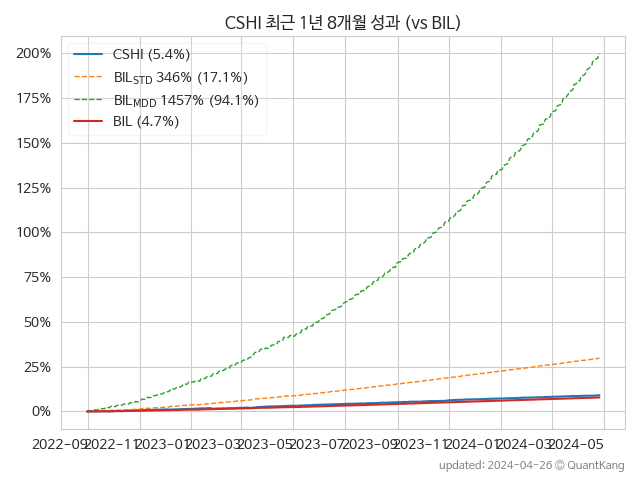 CSHI 최근 1년 8개월 성과 (vs BIL)
200%
175%
150%
125%
100%
75%
50%
25%
0%
CSHI (5.4%)
BILSTD 346% (17.1%)
BILMDD 1457% (94.1%)
BIL (4.7%)
2022-09 2022-11 2023-01 2023-03 2023-05 2023-07 2023-09 2023-11 2024-01 2024-03 2024-05
updated: 2024-04-26 © QuantKang